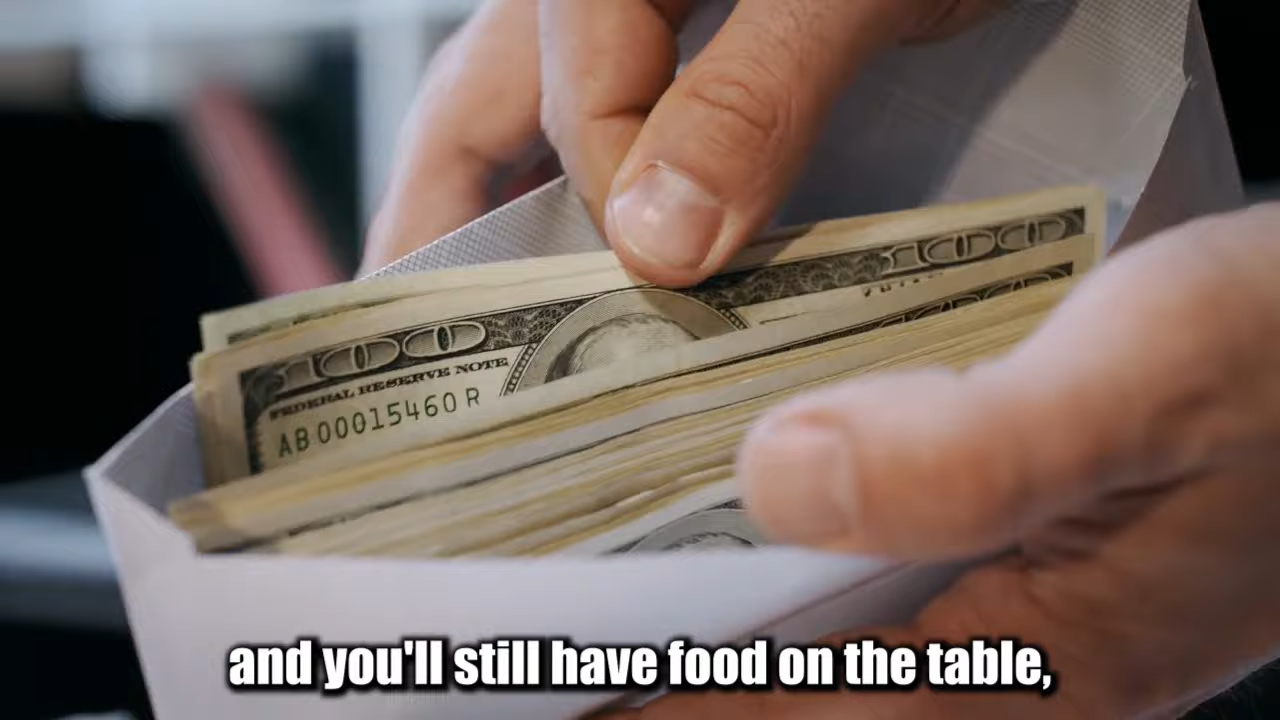 100
100
FEDERAL RESERVE NOTE
AB 00015460 R
and you'll still have food on the table,